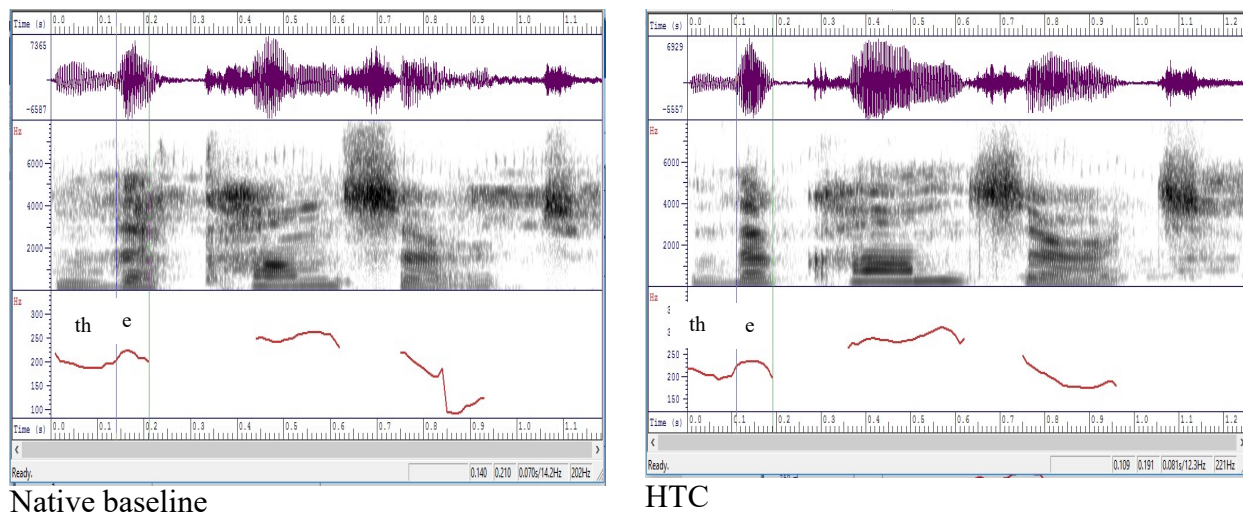 Time (s) 0.0 0.1 0.2 0.3 0.4 0.5 0.6 0.7 0.8 0.9 1.0 1.1
7365
-6587
Hz
6000
4000
2000
Hz
300
250
200
150
100
th e
Time (s) 0.0 0.1 0.2 0.3 0.4 0.5 0.6 0.7 0.8 0.9 1.0 1.1
Ready. 0.140 0.210 0.070s/14.2Hz 202Hz
Native baseline
Time (s) 0.0 0.1 0.2 0.3 0.4 0.5 0.6 0.7 0.8 0.9 1.0 1.1 1.2
6929
-5557
Hz
6000
4000
2000
Hz
3
3
250
200
150
th e
Time (s) 0.0 0.1 0.2 0.3 0.4 0.5 0.6 0.7 0.8 0.9 1.0 1.1 1.2
Ready. 0.109 0.191 0.081s/12.3Hz 221Hz
HTC